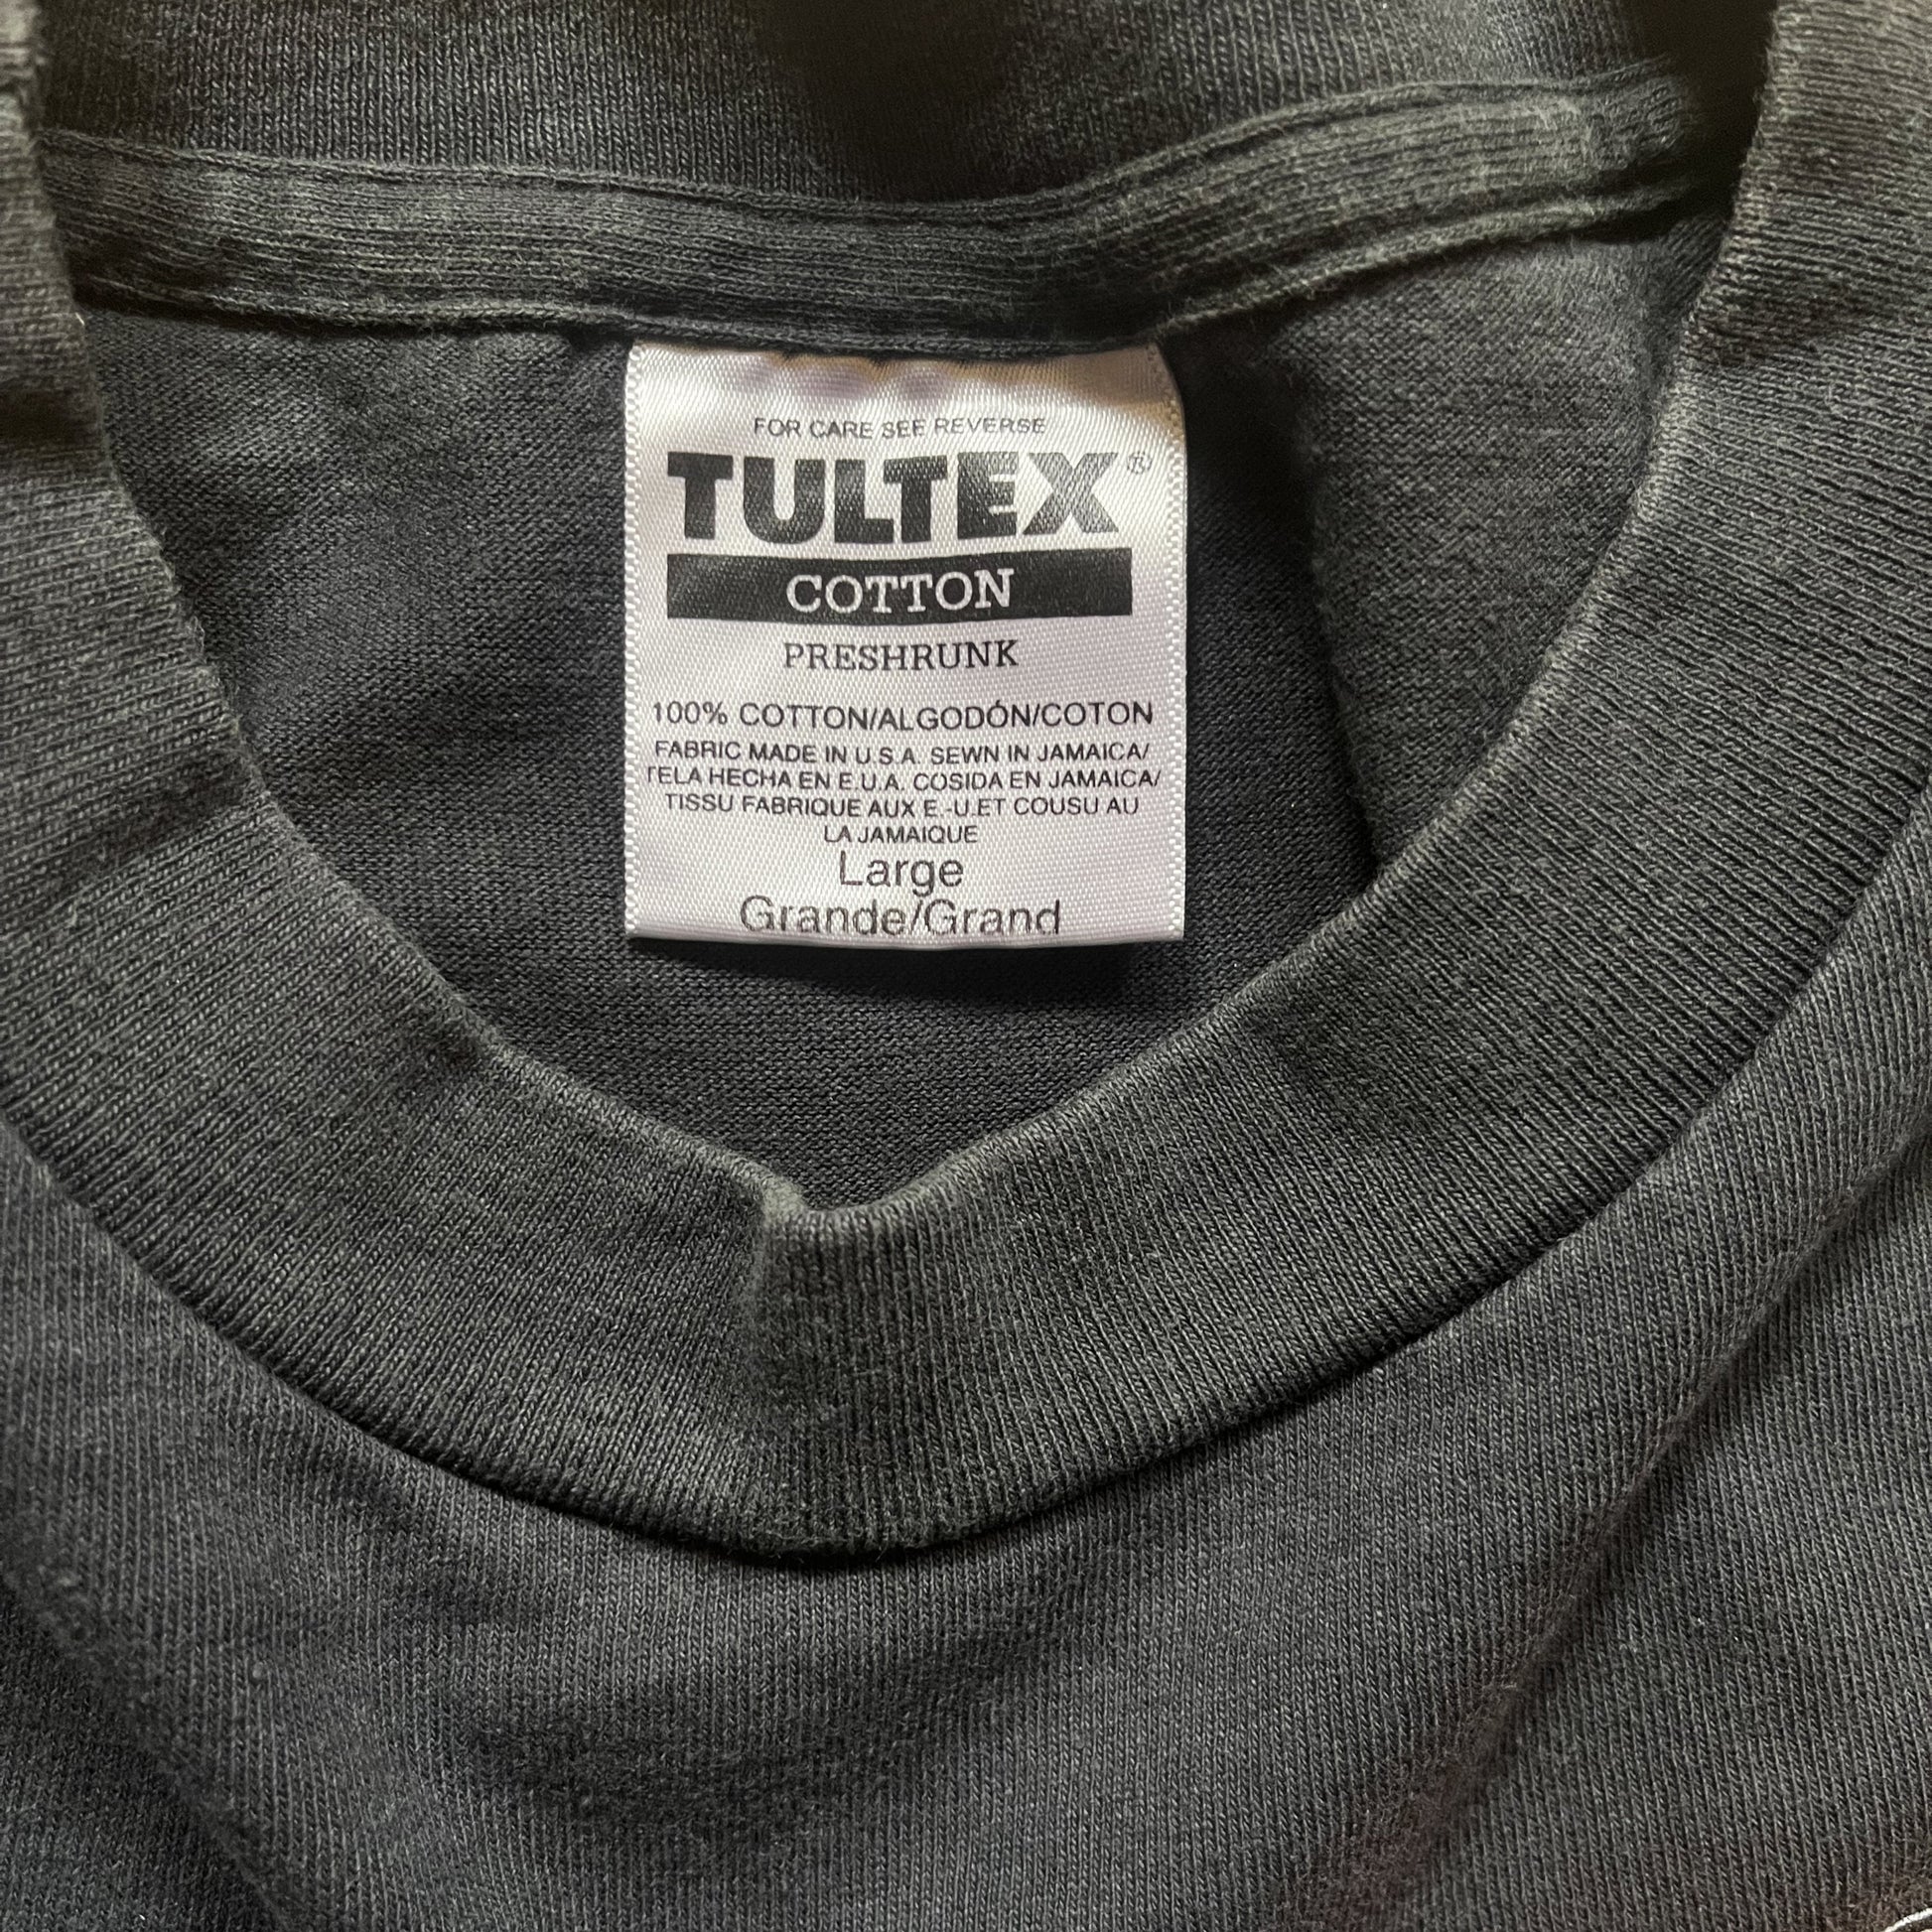 FOR CARE SEE REVERSE
TULTEX®
COTTON
PRESHRUNK
100% COTTON/ALGODÓN/COTON
FABRIC MADE IN U.S.A. SEWN IN JAMAICA/
TELA HECHA EN E.U.A. COSIDA EN JAMAICA/
TISSU FABRIQUE AUX E.-U.ET COUSU AU
LA JAMAIQUE
Large
Grande/Grand